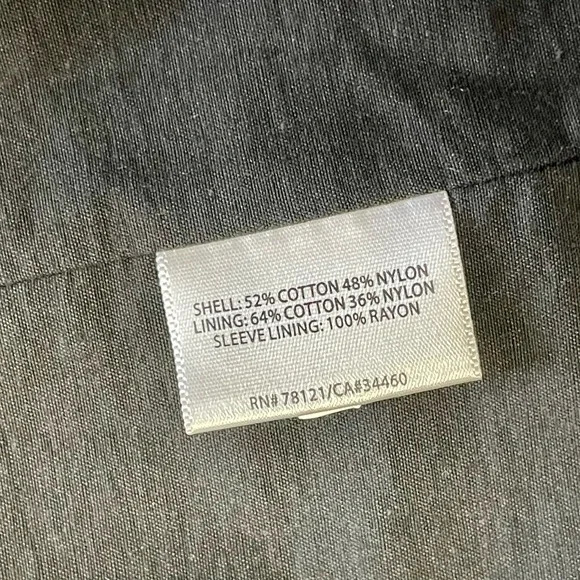 SHELL: 52% COTTON 48% NYLON
LINING: 64% COTTON 36% NYLON
SLEEVE LINING: 100% RAYON
RN# 78121/CA#34460